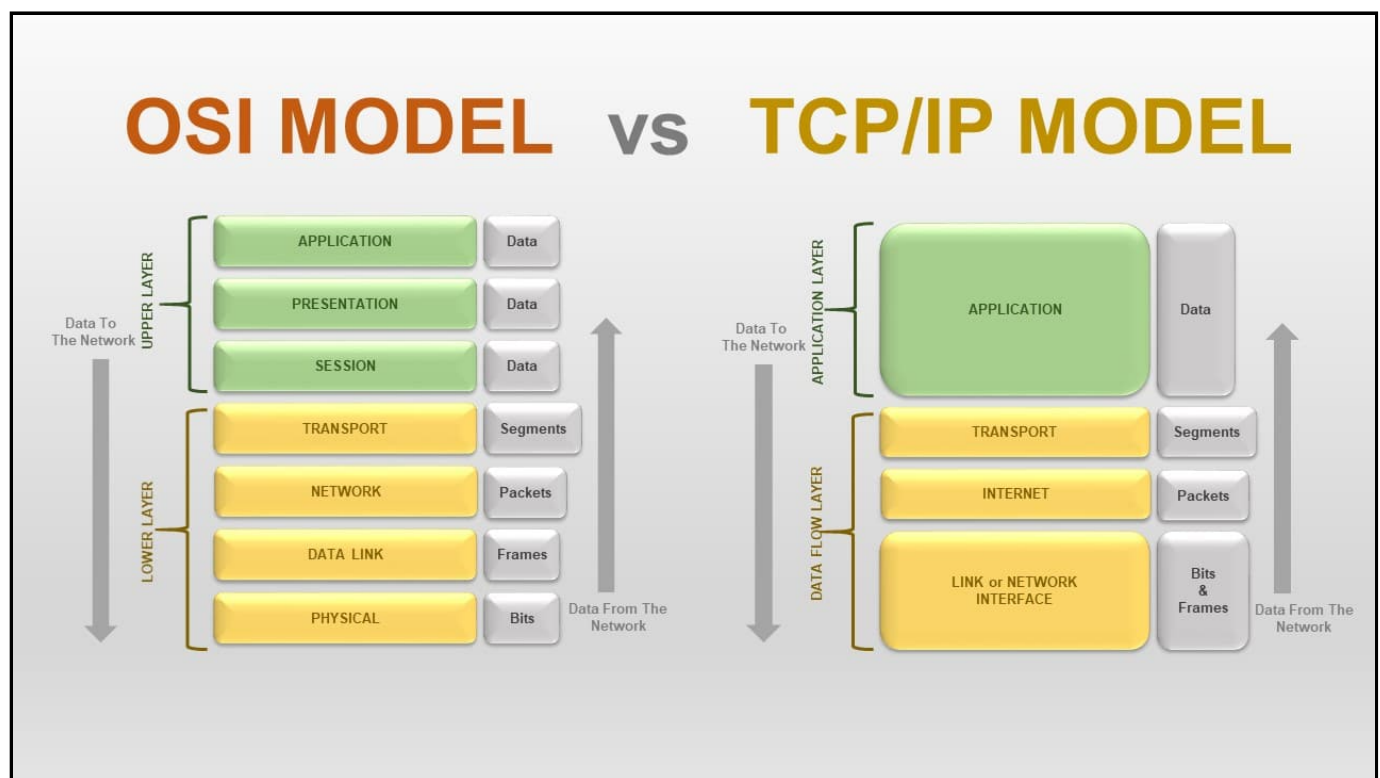 OSI MODEL vs TCP/IP MODEL
UPPER LAYER
APPLICATION Data
PRESENTATION Data
SESSION Data
Data To
The Network
LOWER LAYER
TRANSPORT Segments
NETWORK Packets
DATA LINK Frames
PHYSICAL Bits
Data From The
Network
APPLICATION LAYER
APPLICATION Data
Data To
The Network
DATA FLOW LAYER
TRANSPORT Segments
INTERNET Packets
LINK or NETWORK
INTERFACE
Bits
&
Frames
Data From The
Network